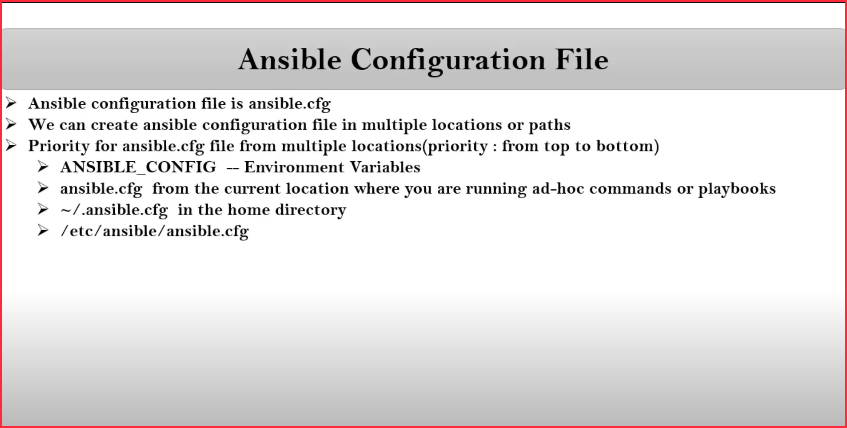 Ansible Configuration File
➢ Ansible configuration file is ansible.cfg
➢ We can create ansible configuration file in multiple locations or paths
➢ Priority for ansible.cfg file from multiple locations(priority : from top to bottom)
➢ ANSIBLE_CONFIG -- Environment Variables
➢ ansible.cfg from the current location where you are running ad-hoc commands or playbooks
➢ ~/.ansible.cfg in the home directory
➢ /etc/ansible/ansible.cfg